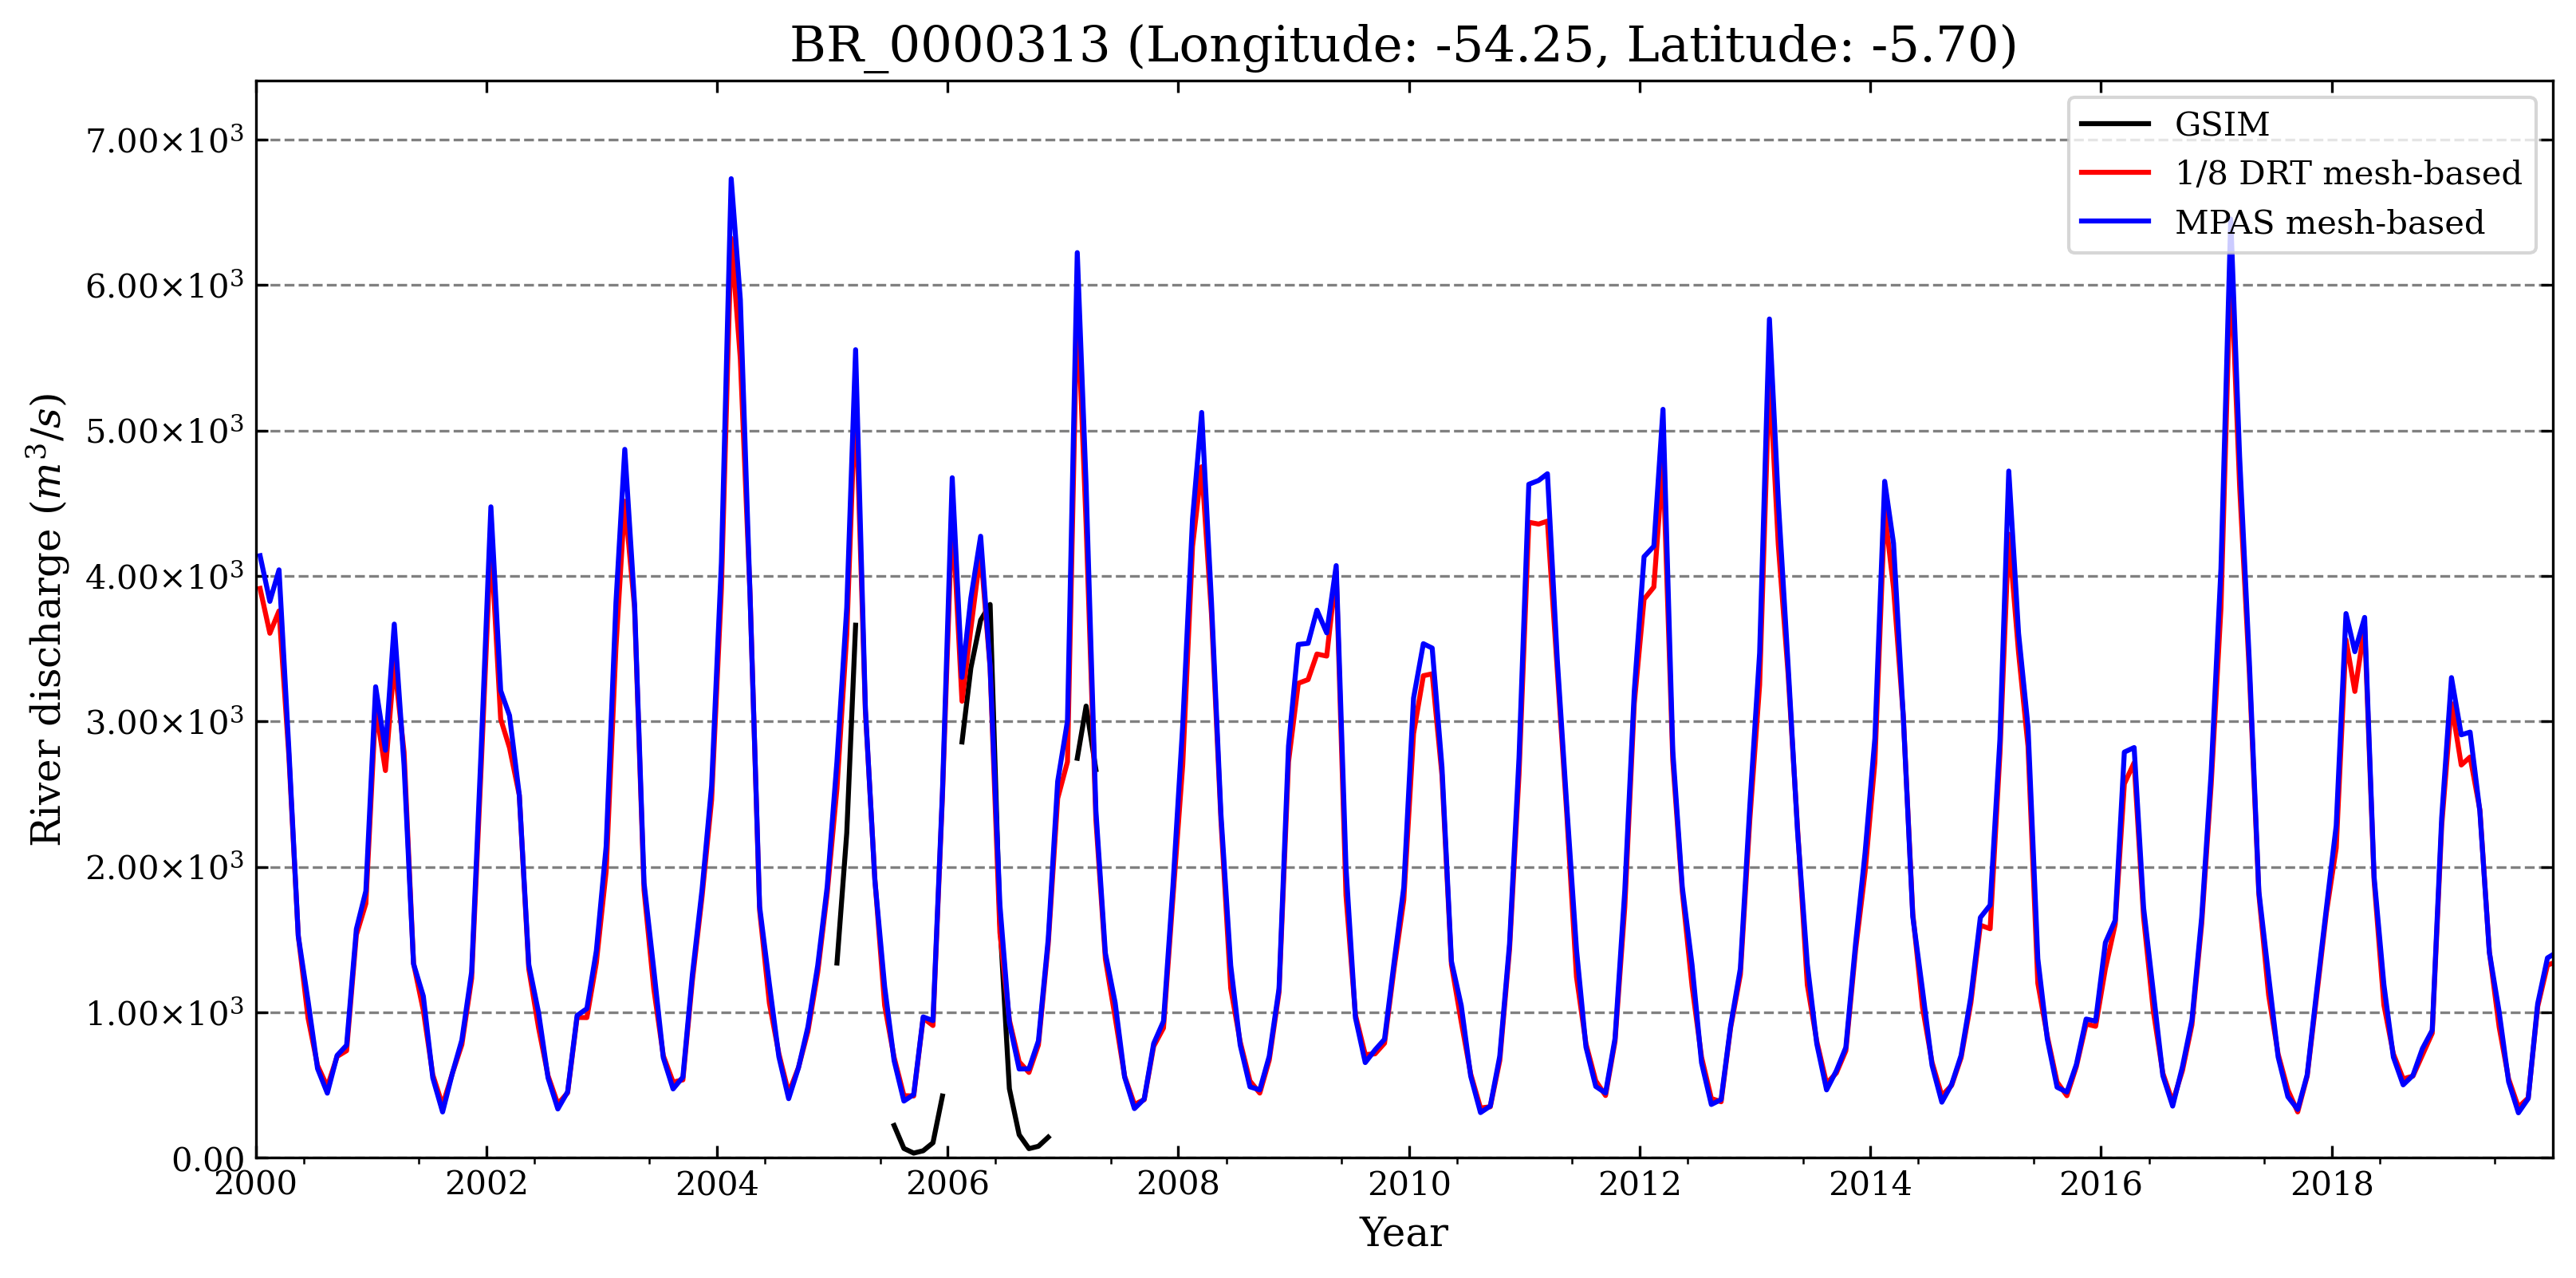 BR_0000313 (Longitude: -54.25, Latitude: -5.70)
GSIM
1/8 DRT mesh-based
MPAS mesh-based
7.00×10³
6.00×10³
5.00×10³
4.00×10³
3.00×10³
2.00×10³
1.00×10³
0.00
River discharge (m³/s)
2000 2002 2004 2006 2008 2010 2012 2014 2016 2018
Year